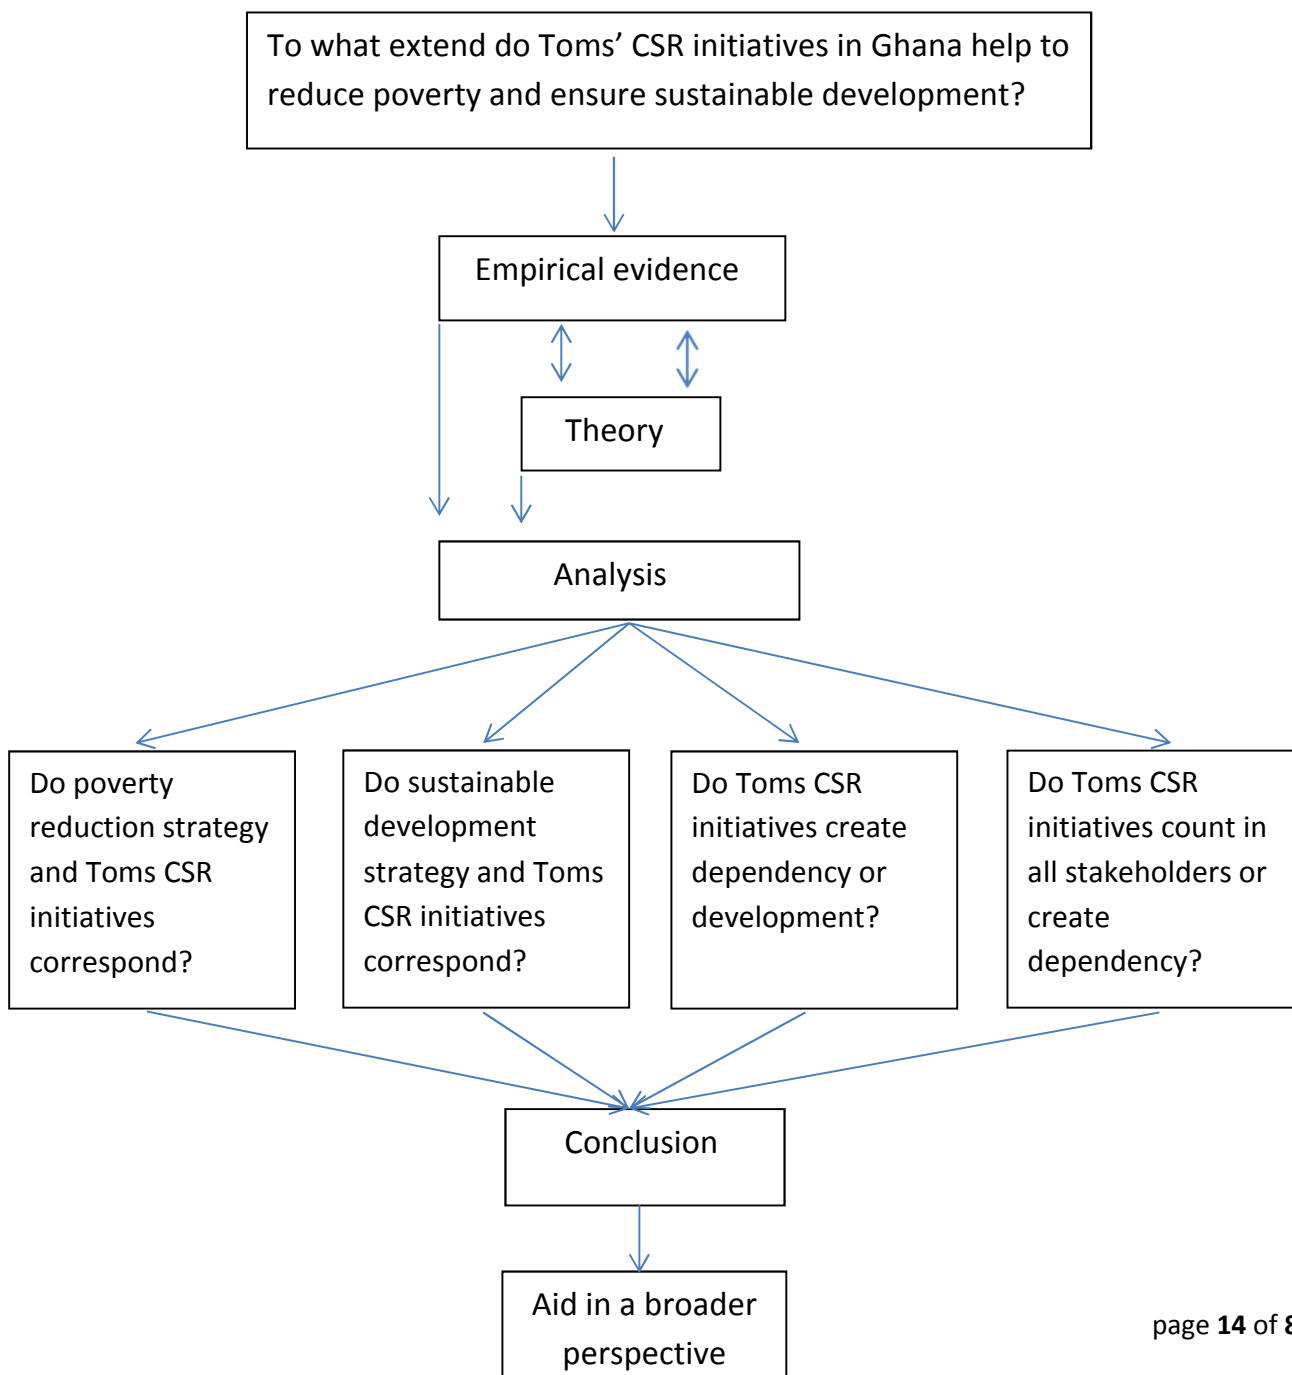 To what extend do Toms’ CSR initiatives in Ghana help to
reduce poverty and ensure sustainable development?
Empirical evidence
Theory
Analysis
Do poverty
reduction strategy
and Toms CSR
initiatives
correspond?
Do sustainable
development
strategy and Toms
CSR initiatives
correspond?
Do Toms CSR
initiatives create
dependency or
development?
Do Toms CSR
initiatives count in
all stakeholders or
create
dependency?
Conclusion
Aid in a broader
perspective
page 14 of 8